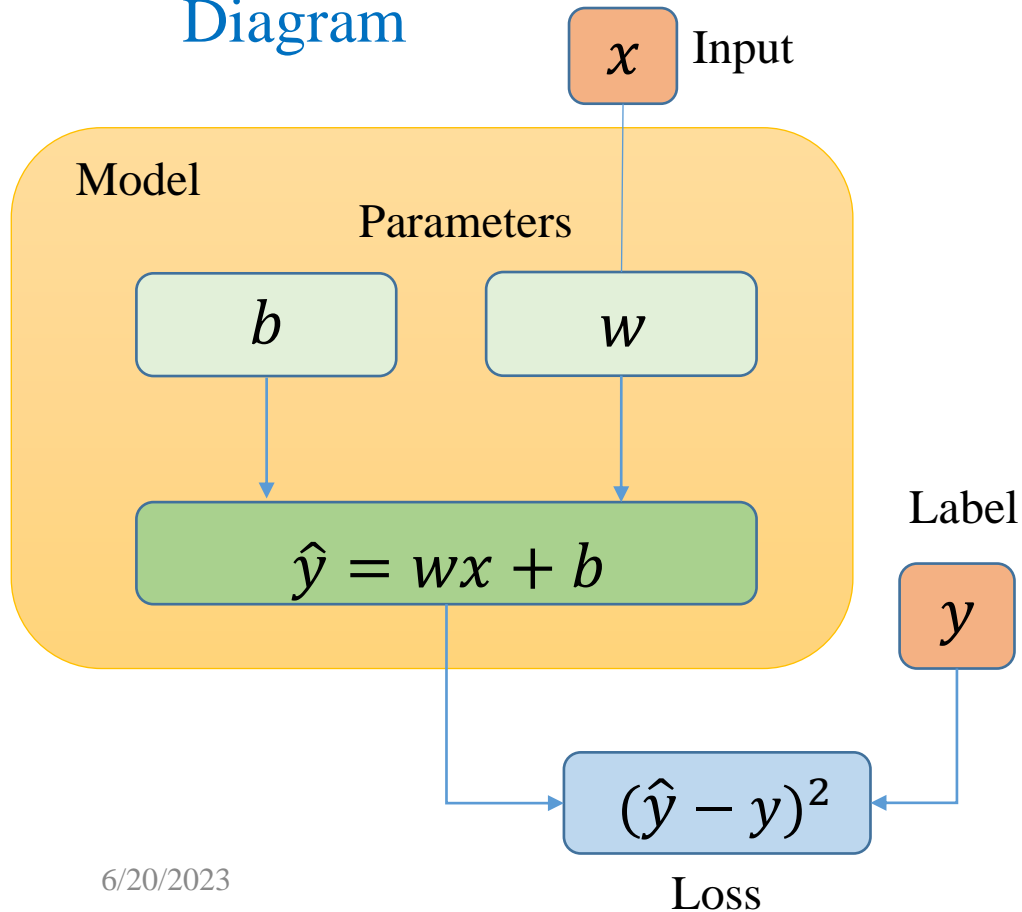 Diagram
x Input
Model
Parameters
b w
ŷ = wx + b
Label
y
(ŷ − y)²
6/20/2023
Loss